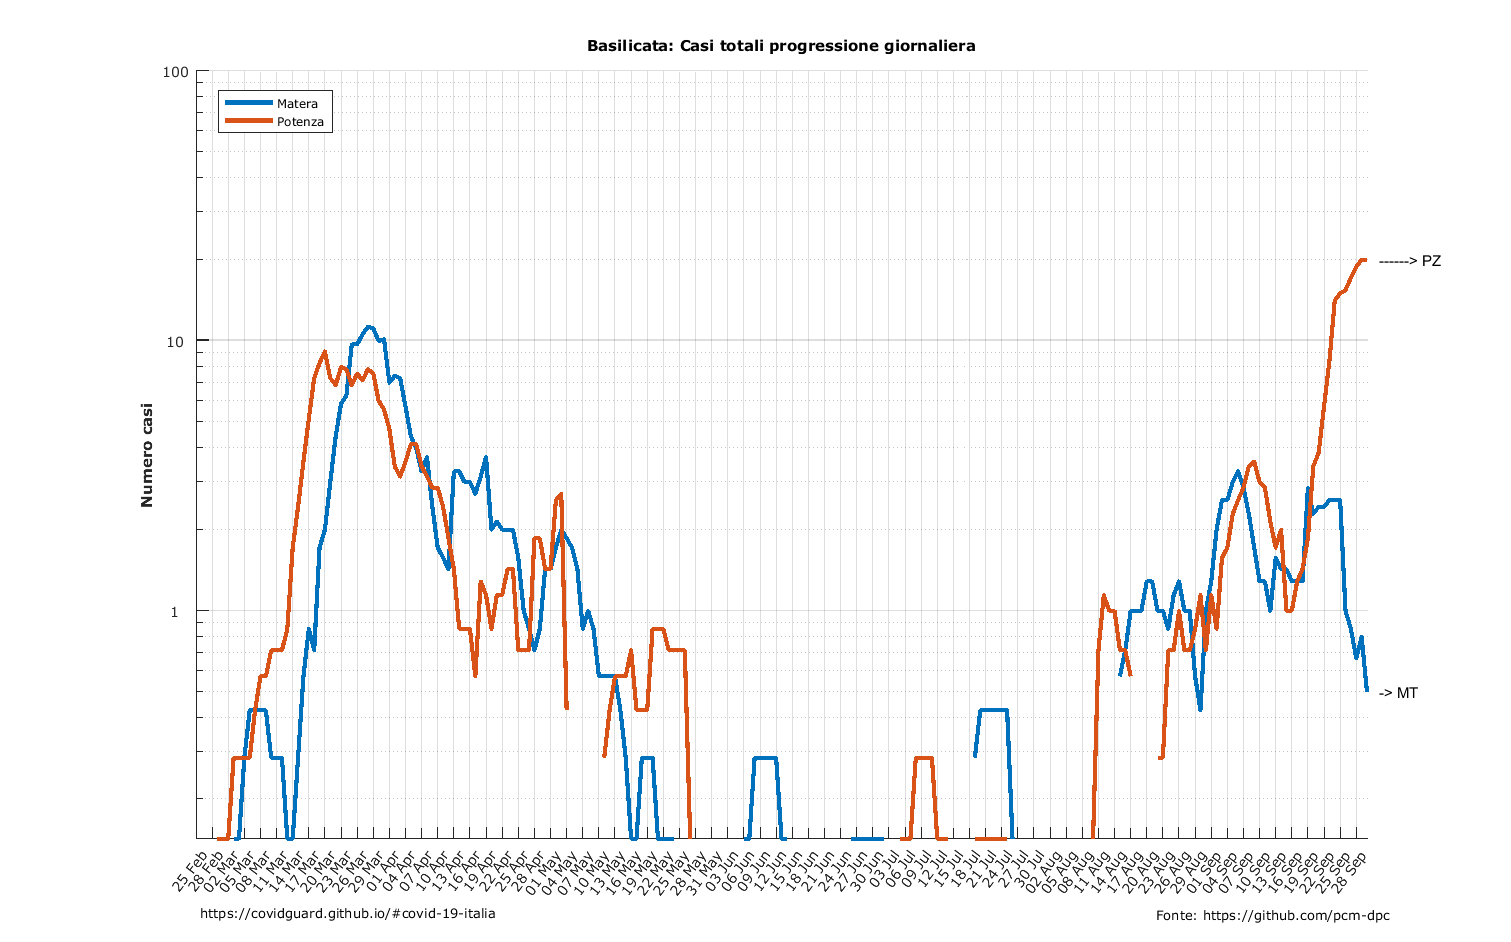 Basilicata: Casi totali progressione giornaliera
100
10
1
Numero casi
Matera
Potenza
------> PZ
-> MT
25 Feb
28 Feb
02 Mar
05 Mar
08 Mar
11 Mar
14 Mar
17 Mar
20 Mar
23 Mar
26 Mar
29 Mar
01 Apr
04 Apr
07 Apr
10 Apr
13 Apr
16 Apr
19 Apr
22 Apr
25 Apr
28 Apr
01 May
04 May
07 May
10 May
13 May
16 May
19 May
22 May
25 May
28 May
31 May
03 Jun
06 Jun
09 Jun
12 Jun
15 Jun
18 Jun
21 Jun
24 Jun
27 Jun
30 Jun
03 Jul
06 Jul
09 Jul
12 Jul
15 Jul
18 Jul
21 Jul
24 Jul
27 Jul
30 Jul
02 Aug
05 Aug
08 Aug
11 Aug
14 Aug
17 Aug
20 Aug
23 Aug
26 Aug
29 Aug
01 Sep
04 Sep
07 Sep
10 Sep
13 Sep
16 Sep
19 Sep
22 Sep
25 Sep
28 Sep
https://covidguard.github.io/#covid-19-italia
Fonte: https://github.com/pcm-dpc